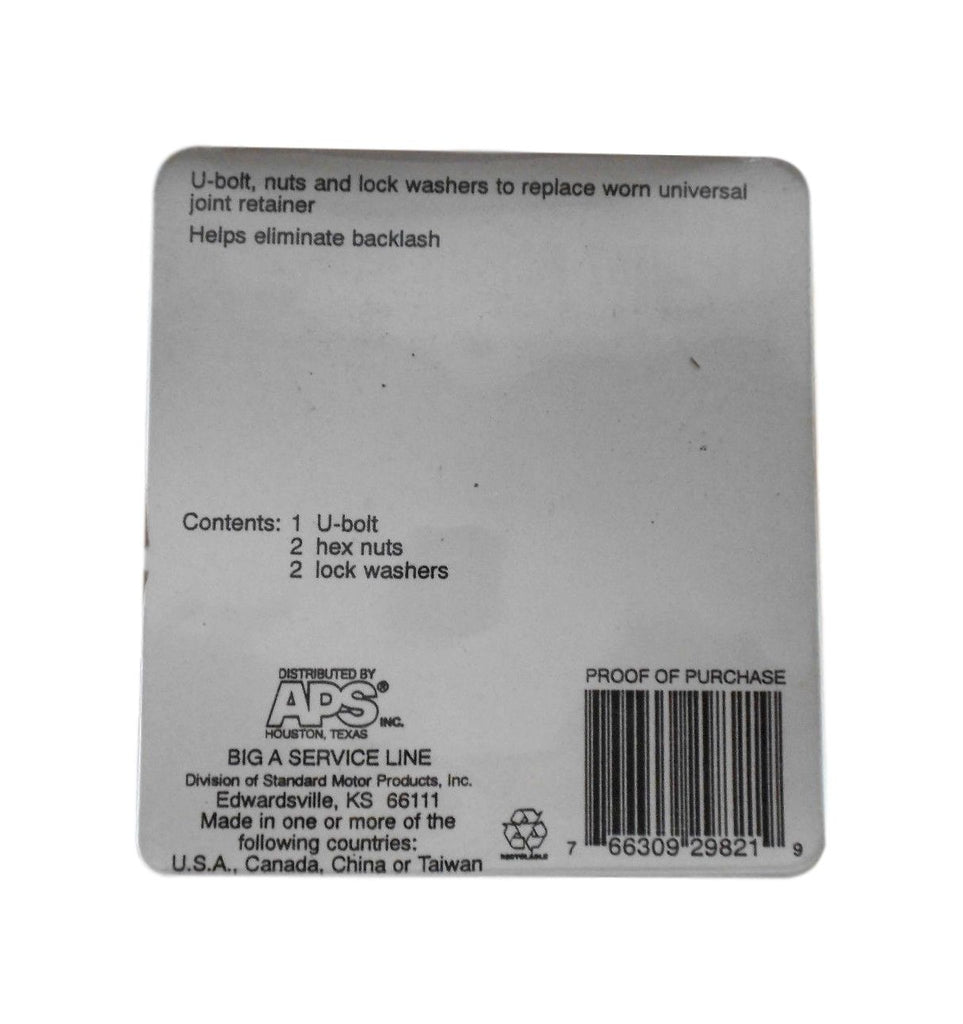 U-bolt, nuts and lock washers to replace worn universal
joint retainer
Helps eliminate backlash
Contents: 1 U-bolt
2 hex nuts
2 lock washers
DISTRIBUTED BY
APS® INC.
HOUSTON, TEXAS
BIG A SERVICE LINE
Division of Standard Motor Products, Inc.
Edwardsville, KS 66111
Made in one or more of the
following countries:
U.S.A., Canada, China or Taiwan
RECYCLABLE
PROOF OF PURCHASE
7 66309 29821 9